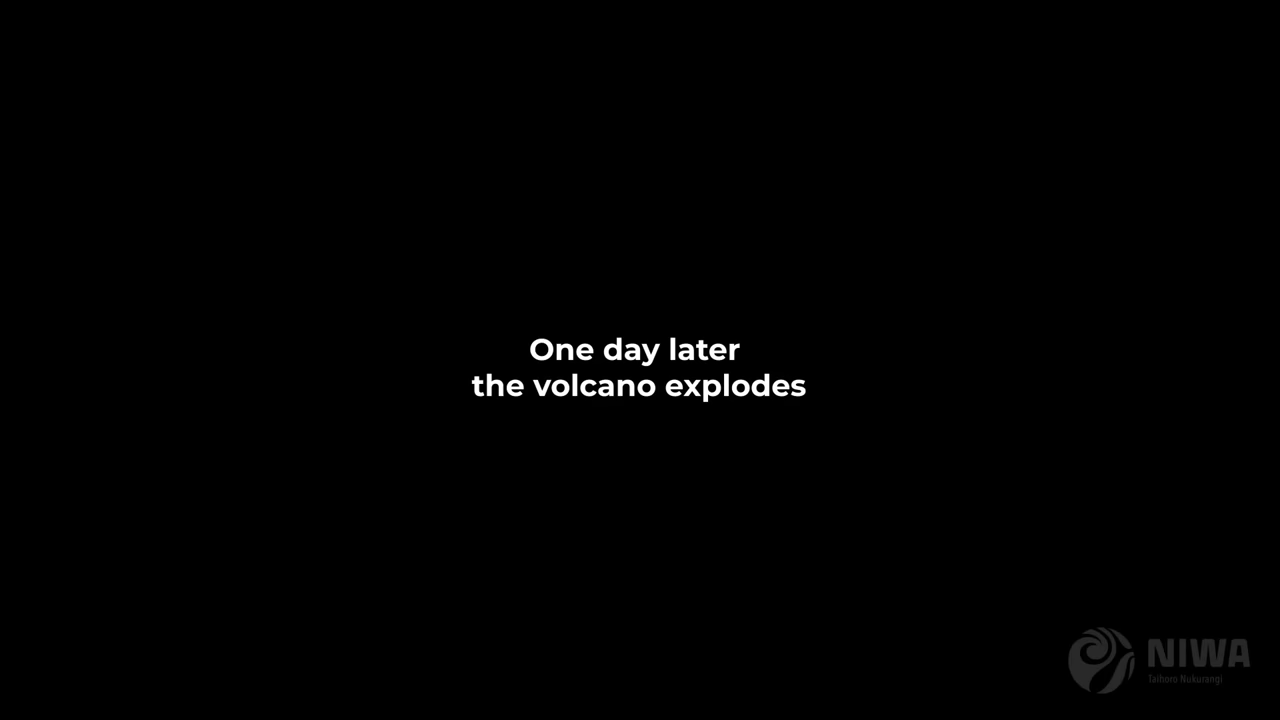 One day later
the volcano explodes
NIWA
Taihoro Nukurangi